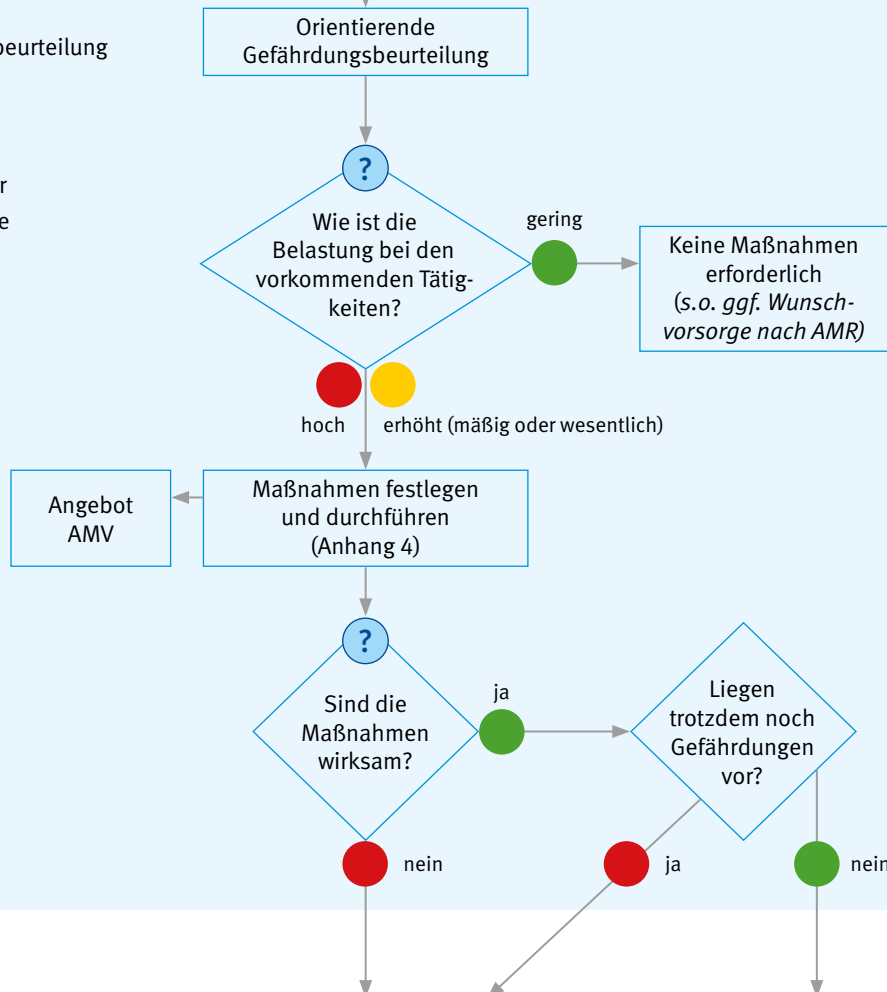 Orientierende
Gefährdungsbeurteilung
beurteilung
r
e
?
Wie ist die
Belastung bei den
vorkommenden Tätig-
keiten?
gering
Keine Maßnahmen
erforderlich
(s.o. ggf. Wunsch-
vorsorge nach AMR)
hoch
erhöht (mäßig oder wesentlich)
Angebot
AMV
Maßnahmen festlegen
und durchführen
(Anhang 4)
?
Sind die
Maßnahmen
wirksam?
ja
Liegen
trotzdem noch
Gefährdungen
vor?
nein
ja
nein